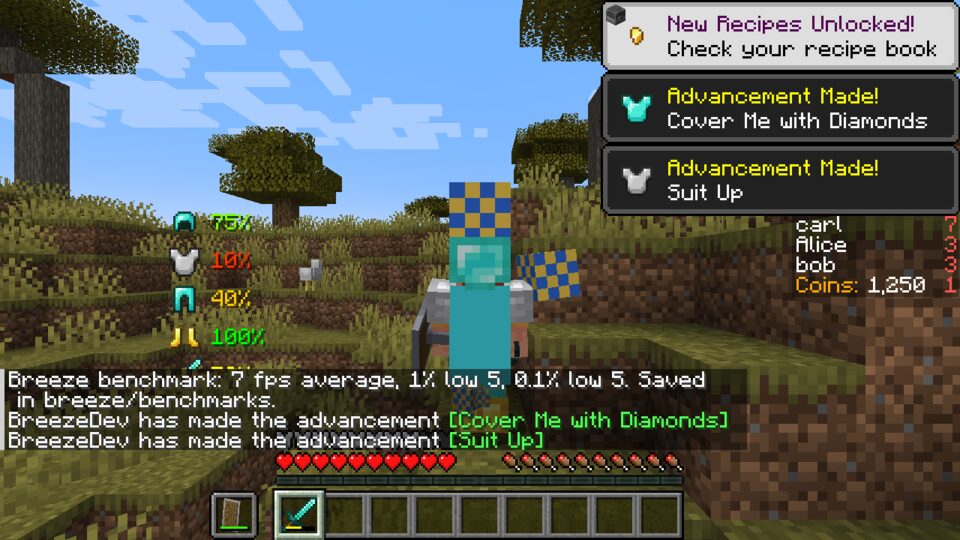 New Recipes Unlocked!
Check your recipe book
Advancement Made!
Cover Me with Diamonds
Advancement Made!
Suit Up
carl 7
Alice 3
bob 3
Coins: 1,250 1
75%
10%
40%
100%
Breeze benchmark: 7 fps average, 1% low 5, 0.1% low 5. Saved
in breeze/benchmarks.
BreezeDev has made the advancement [Cover Me with Diamonds]
BreezeDev has made the advancement [Suit Up]